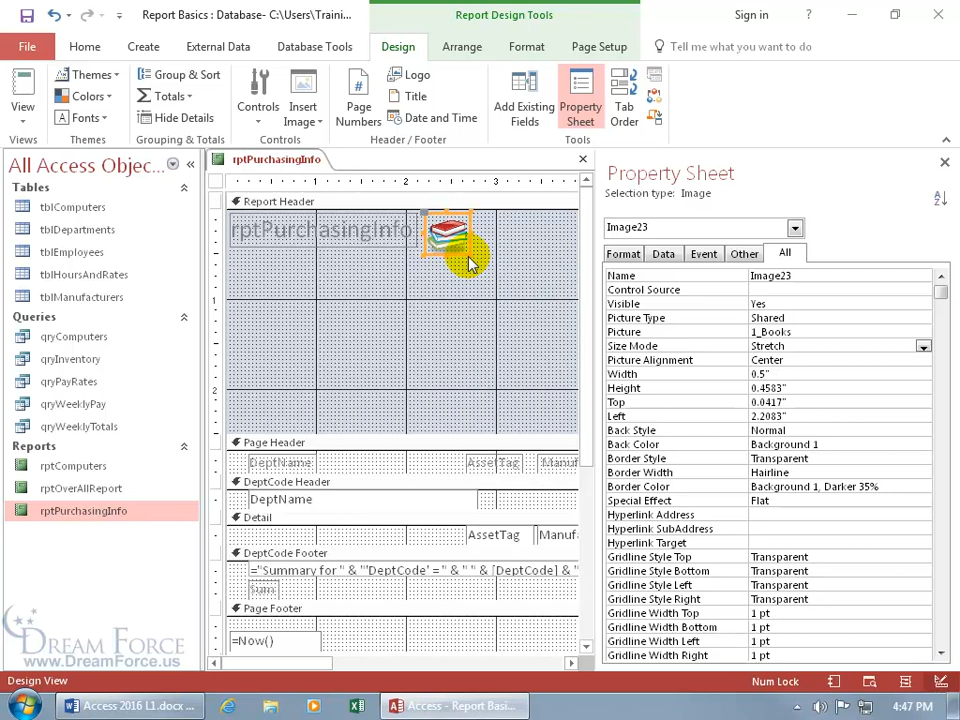 Report Basics : Database- C:\Users\Traini...
Report Design Tools
Sign in
?
File
Home
Create
External Data
Database Tools
Design
Arrange
Format
Page Setup
Tell me what you want to do
View
Views
Themes
Colors
Fonts
Themes
Group & Sort
Totals
Hide Details
Grouping & Totals
Controls
Insert Image
Controls
Page Numbers
Logo
Title
Date and Time
Header / Footer
Add Existing Fields
Property Sheet
Tab Order
Tools
All Access Objec...
Tables
tblComputers
tblDepartments
tblEmployees
tblHoursAndRates
tblManufacturers
Queries
qryComputers
qryInventory
qryPayRates
qryWeeklyPay
qryWeeklyTotals
Reports
rptComputers
rptOverAllReport
rptPurchasingInfo
rptPurchasingInfo
1 2 3
Report Header
rptPurchasingInfo
1
2
Page Header
DeptName AssetTag Manuf
DeptCode Header
DeptName
Detail
AssetTag Manufa
DeptCode Footer
="Summary for " & "'DeptCode' = " & " " & [DeptCode] & "
Sum
Page Footer
=Now()
Property Sheet
Selection type: Image
Image23
Format Data Event Other All
Name Image23
Control Source
Visible Yes
Picture Type Shared
Picture 1_Books
Size Mode Stretch
Picture Alignment Center
Width 0.5"
Height 0.4583"
Top 0.0417"
Left 2.2083"
Back Style Normal
Back Color Background 1
Border Style Transparent
Border Width Hairline
Border Color Background 1, Darker 35%
Special Effect Flat
Hyperlink Address
Hyperlink SubAddress
Hyperlink Target
Gridline Style Top Transparent
Gridline Style Bottom Transparent
Gridline Style Left Transparent
Gridline Style Right Transparent
Gridline Width Top 1 pt
Gridline Width Bottom 1 pt
Gridline Width Left 1 pt
Gridline Width Right 1 pt
DREAM FORCE
www.DreamForce.us
Design View
Num Lock
Access 2016 L1.docx ...
Access - Report Basi...
4:47 PM